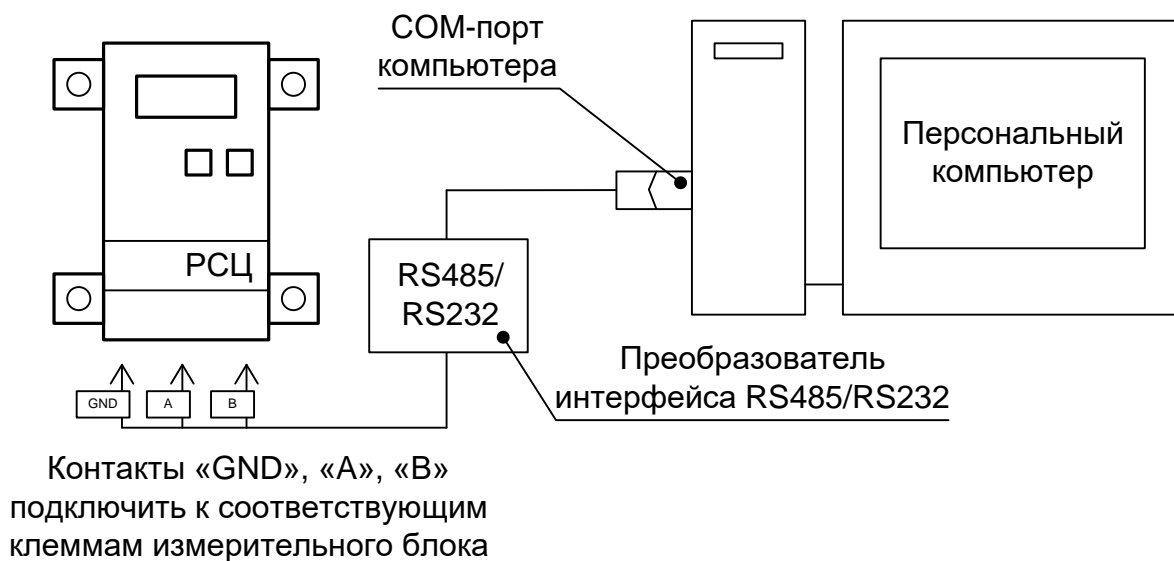 COM-порт
компьютера
Персональный
компьютер
РСЦ
RS485/
RS232
Преобразователь
интерфейса RS485/RS232
GND
A
B
Контакты «GND», «A», «B»
подключить к соответствующим
клеммам измерительного блока